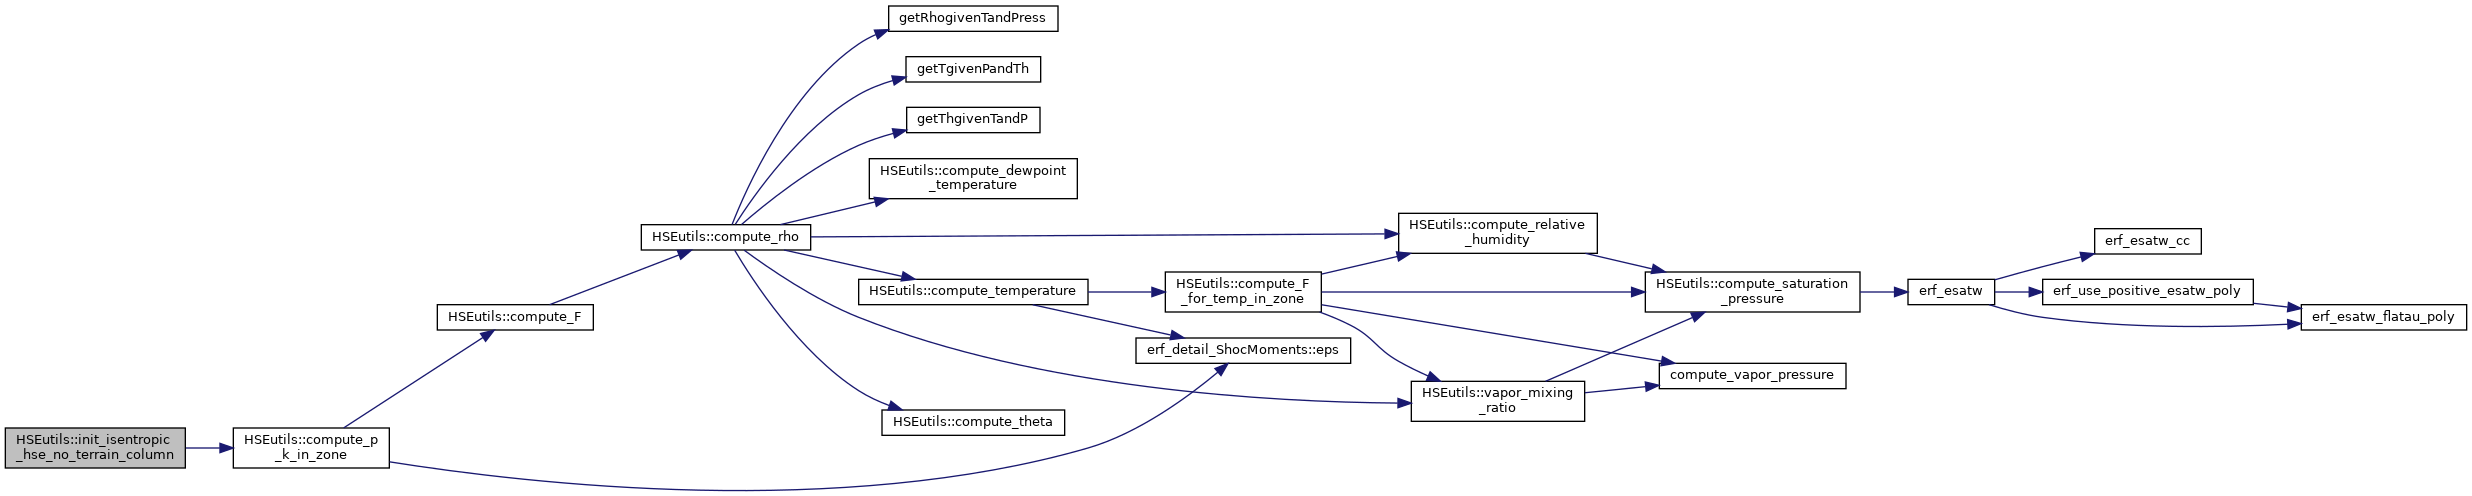 getRhogivenTandPress
getTgivenPandTh
getThgivenTandP
HSEutils::compute_dewpoint
_temperature
HSEutils::compute_rho
HSEutils::compute_relative
_humidity
erf_esatw_cc
HSEutils::compute_temperature
HSEutils::compute_F
_for_temp_in_zone
HSEutils::compute_saturation
_pressure
erf_esatw
erf_use_positive_esatw_poly
HSEutils::compute_F
erf_esatw_flatau_poly
erf_detail_ShocMoments::eps
compute_vapor_pressure
HSEutils::vapor_mixing
_ratio
HSEutils::compute_theta
HSEutils::init_isentropic
_hse_no_terrain_column
HSEutils::compute_p
_k_in_zone